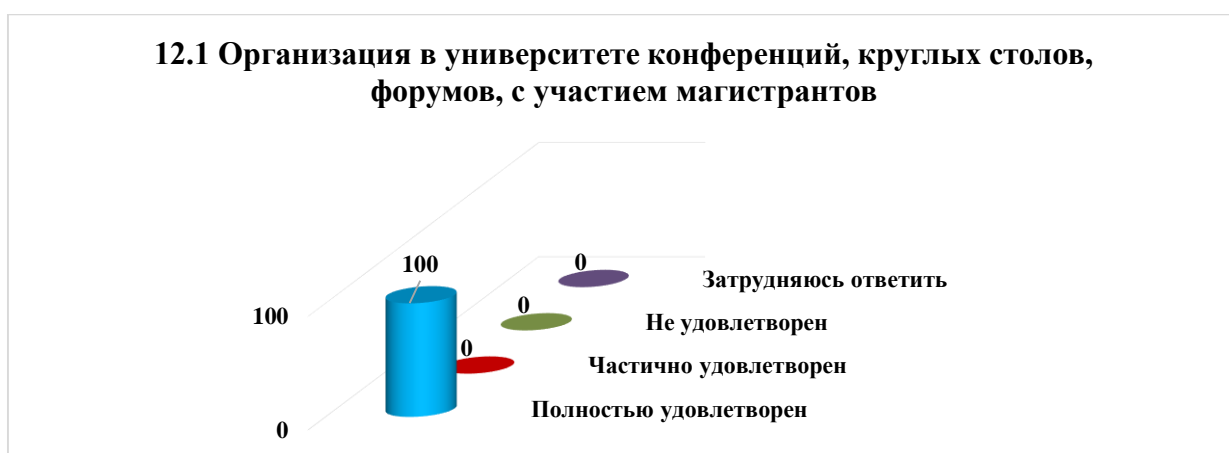 12.1 Организация в университете конференций, круглых столов,
форумов, с участием магистрантов
100
0
Затрудняюсь ответить
0
Не удовлетворен
100
0
Частично удовлетворен
Полностью удовлетворен
0